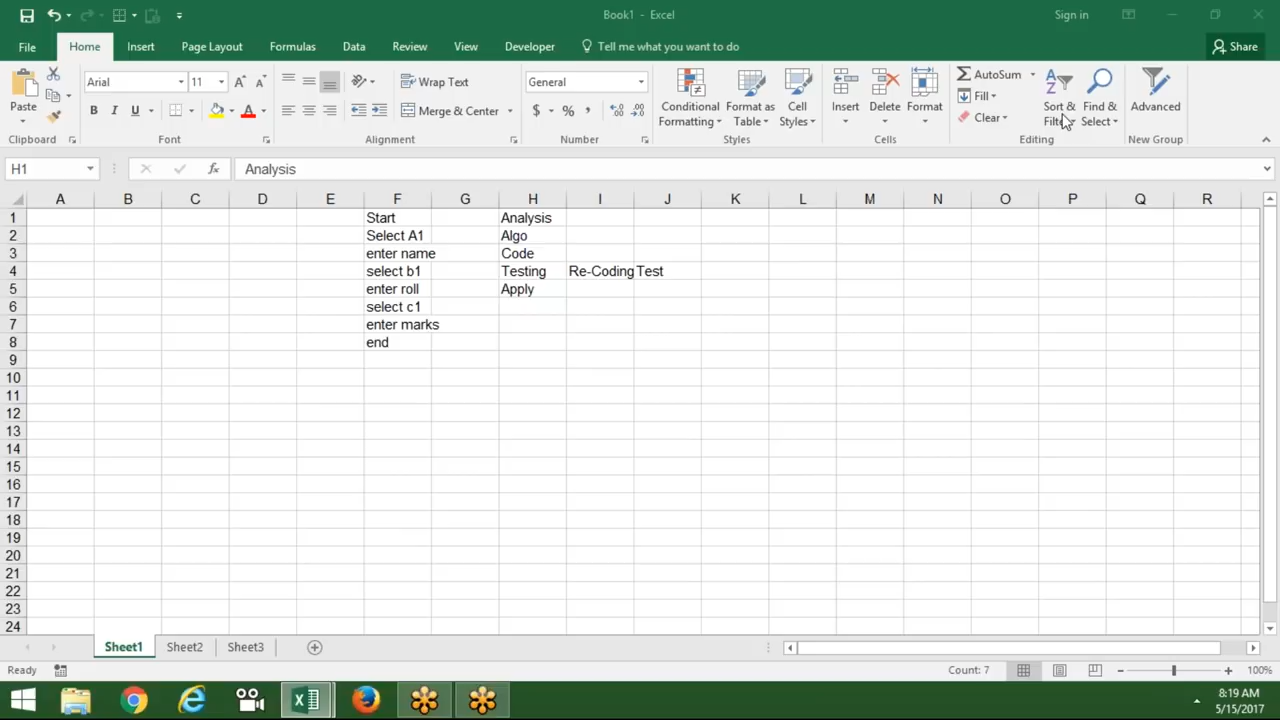 Book1 - Excel
Sign in
File
Home
Insert
Page Layout
Formulas
Data
Review
View
Developer
Tell me what you want to do
Share
Paste
Clipboard
Arial
11
B I U
Font
Wrap Text
Merge & Center
Alignment
General
$ % ,
Number
Conditional
Formatting
Format as
Table
Cell
Styles
Styles
Insert
Delete
Format
Cells
AutoSum
Fill
Clear
Sort &
Filter
Find &
Select
Editing
Advanced
New Group
H1
fx
Analysis
A B C D E F G H I J K L M N O P Q R
1 Start Analysis
2 Select A1 Algo
3 enter name Code
4 select b1 Testing Re-Coding Test
5 enter roll Apply
6 select c1
7 enter marks
8 end
9
10
11
12
13
14
15
16
17
18
19
20
21
22
23
24
Sheet1
Sheet2
Sheet3
Ready
Count: 7
100%
8:19 AM
5/15/2017